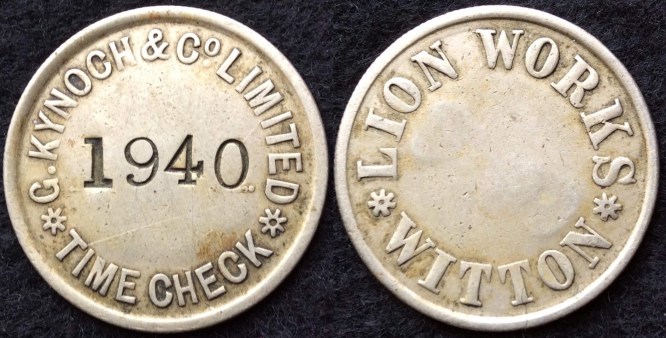 G. KYNOCH & Co LIMITED
1940
TIME CHECK
LION WORKS
WITTON